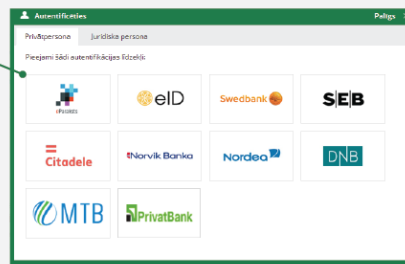 Autentificēties Palīgs
Privātpersona Juridiska persona
Pieejami šādi autentifikācijas līdzekļi:
eParaksts eID Swedbank SEB
Citadele Norvik Banka Nordea DNB
MTB PrivatBank